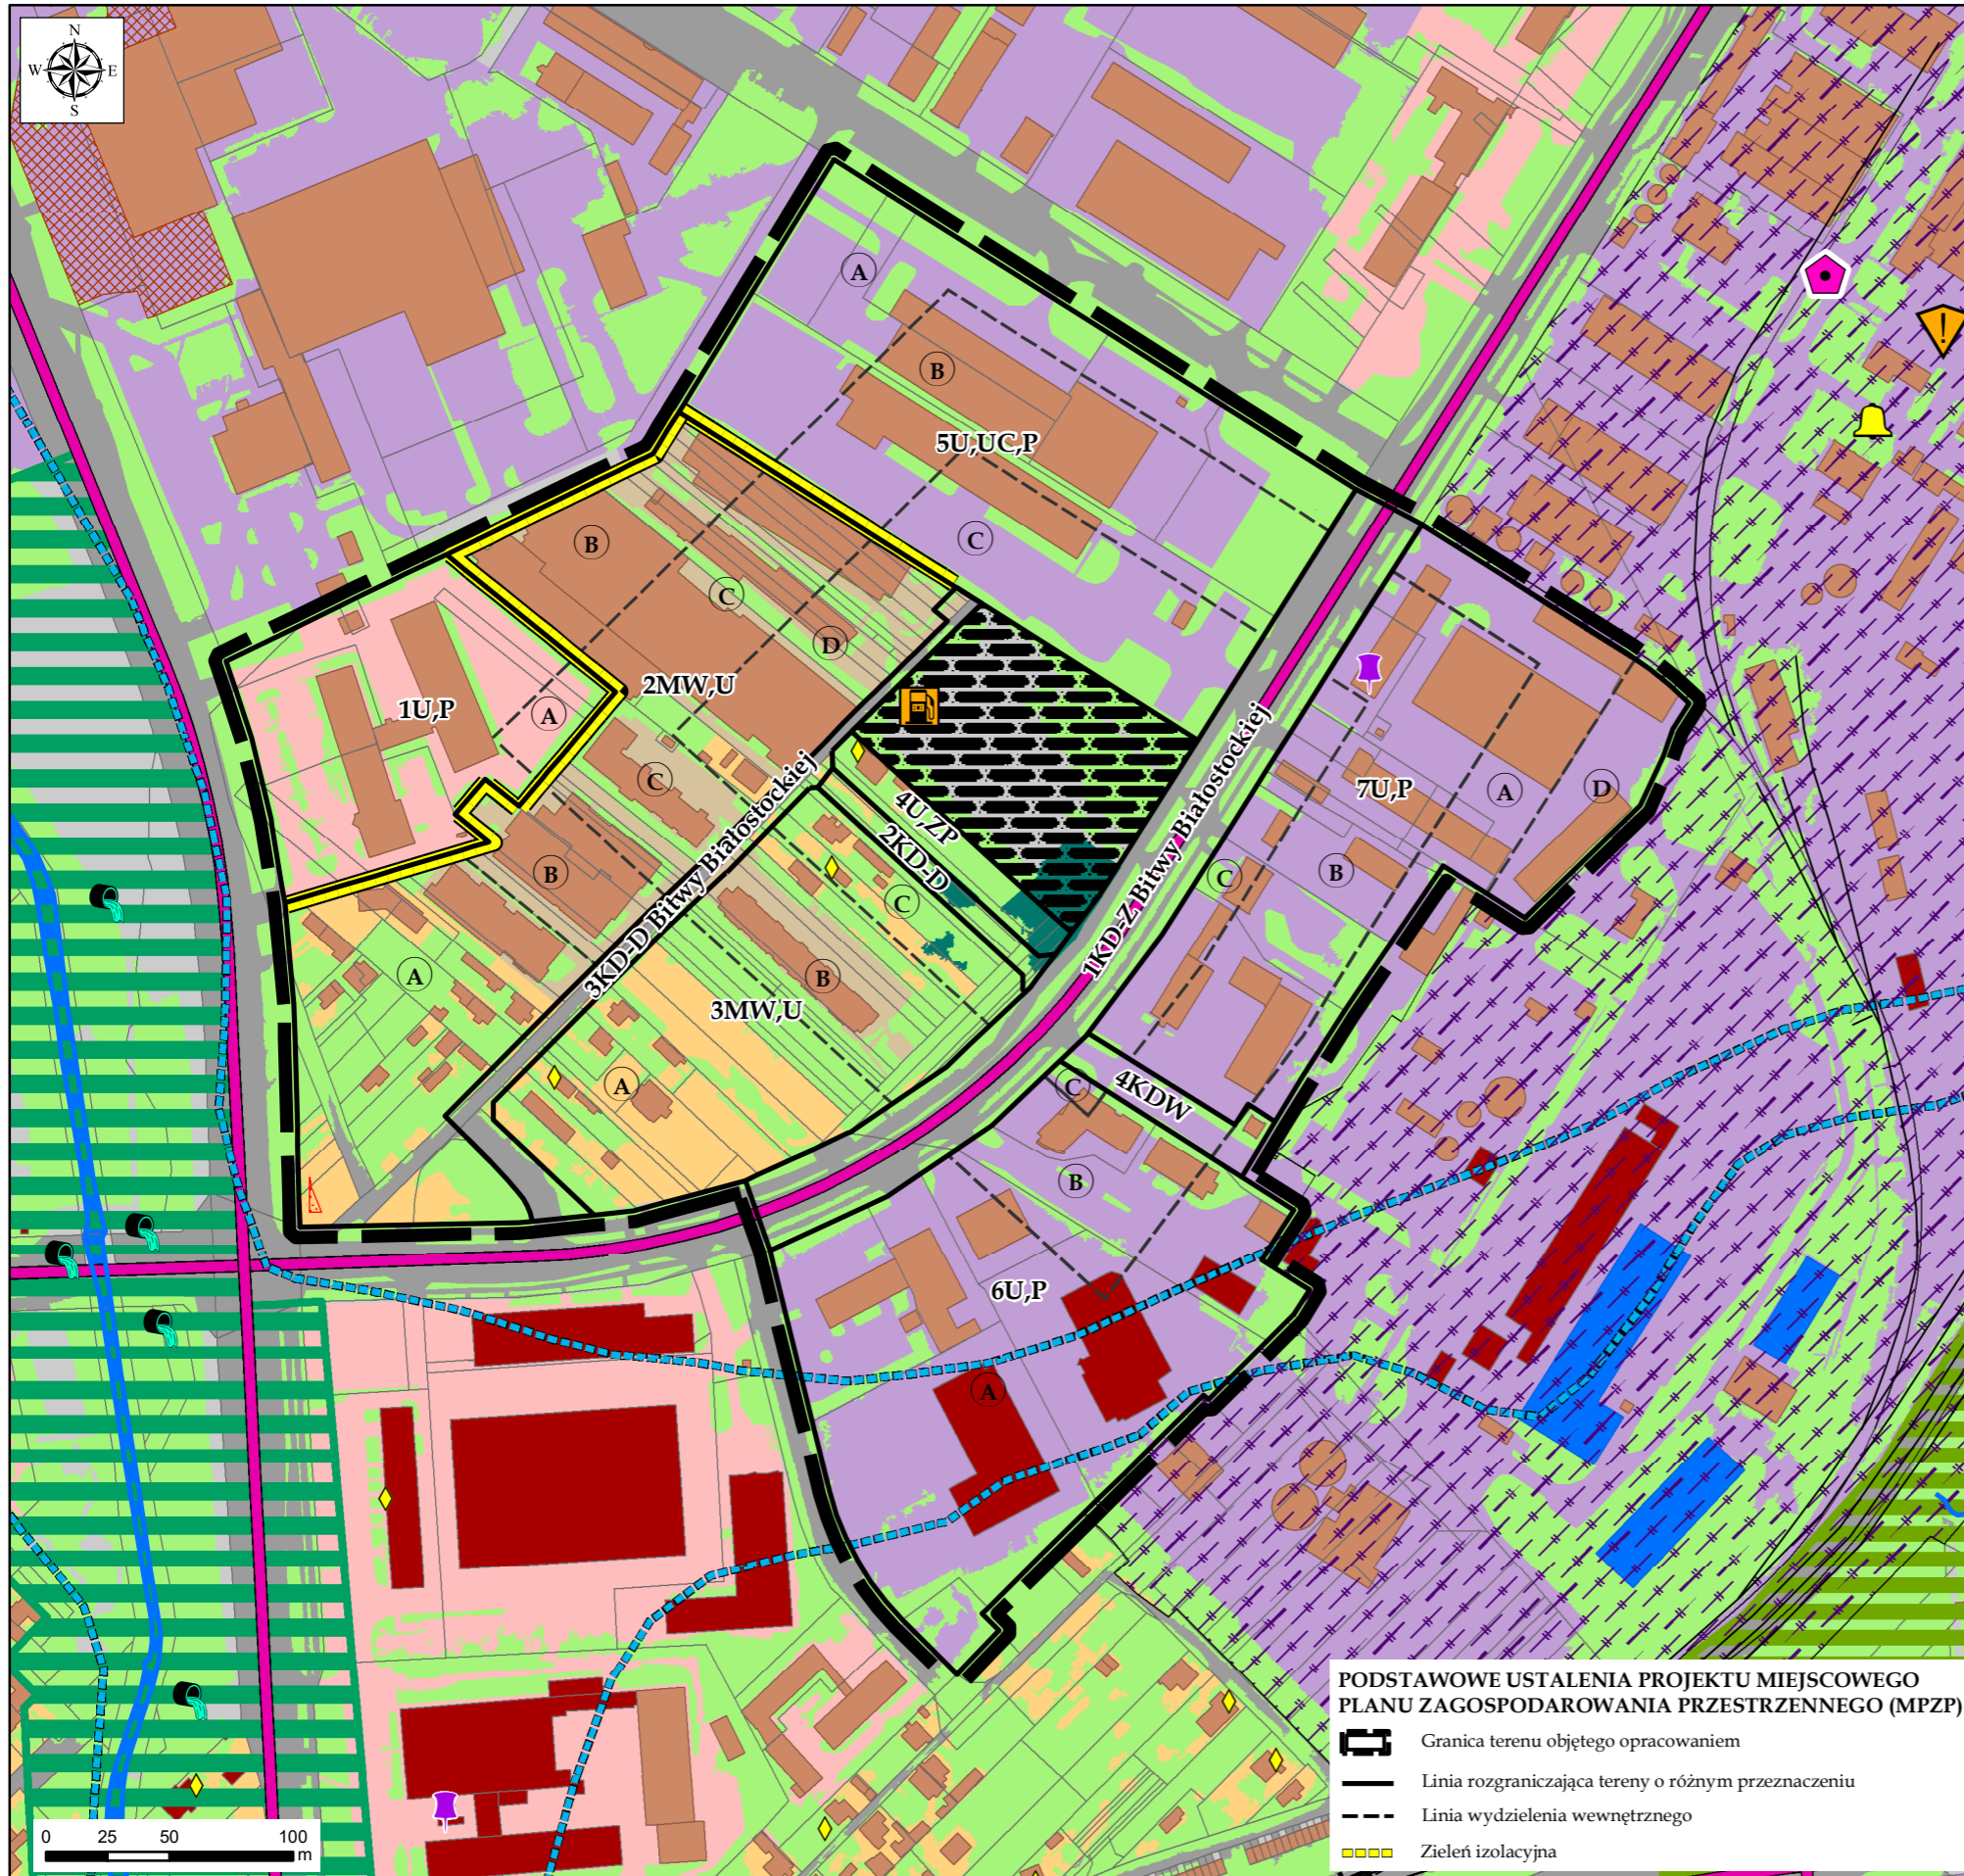 N
W E
S
A
B
5U,UC,P
C
B
C
D
2MW,U
1U,P
A
C
B
A
3KD-D Bitwy Białostockiej
4U,ZP
2KD-D
C
B
3MW,U
A
1KD-Z Bitwy Białostockiej
7U,P
A
D
B
C
4KDW
C
B
6U,P
A
!
PODSTAWOWE USTALENIA PROJEKTU MIEJSCOWEGO
PLANU ZAGOSPODAROWANIA PRZESTRZENNEGO (MPZP)
Granica terenu objętego opracowaniem
Linia rozgraniczająca tereny o różnym przeznaczeniu
Linia wydzielenia wewnętrznego
Zieleń izolacyjna
0 25 50 100
m